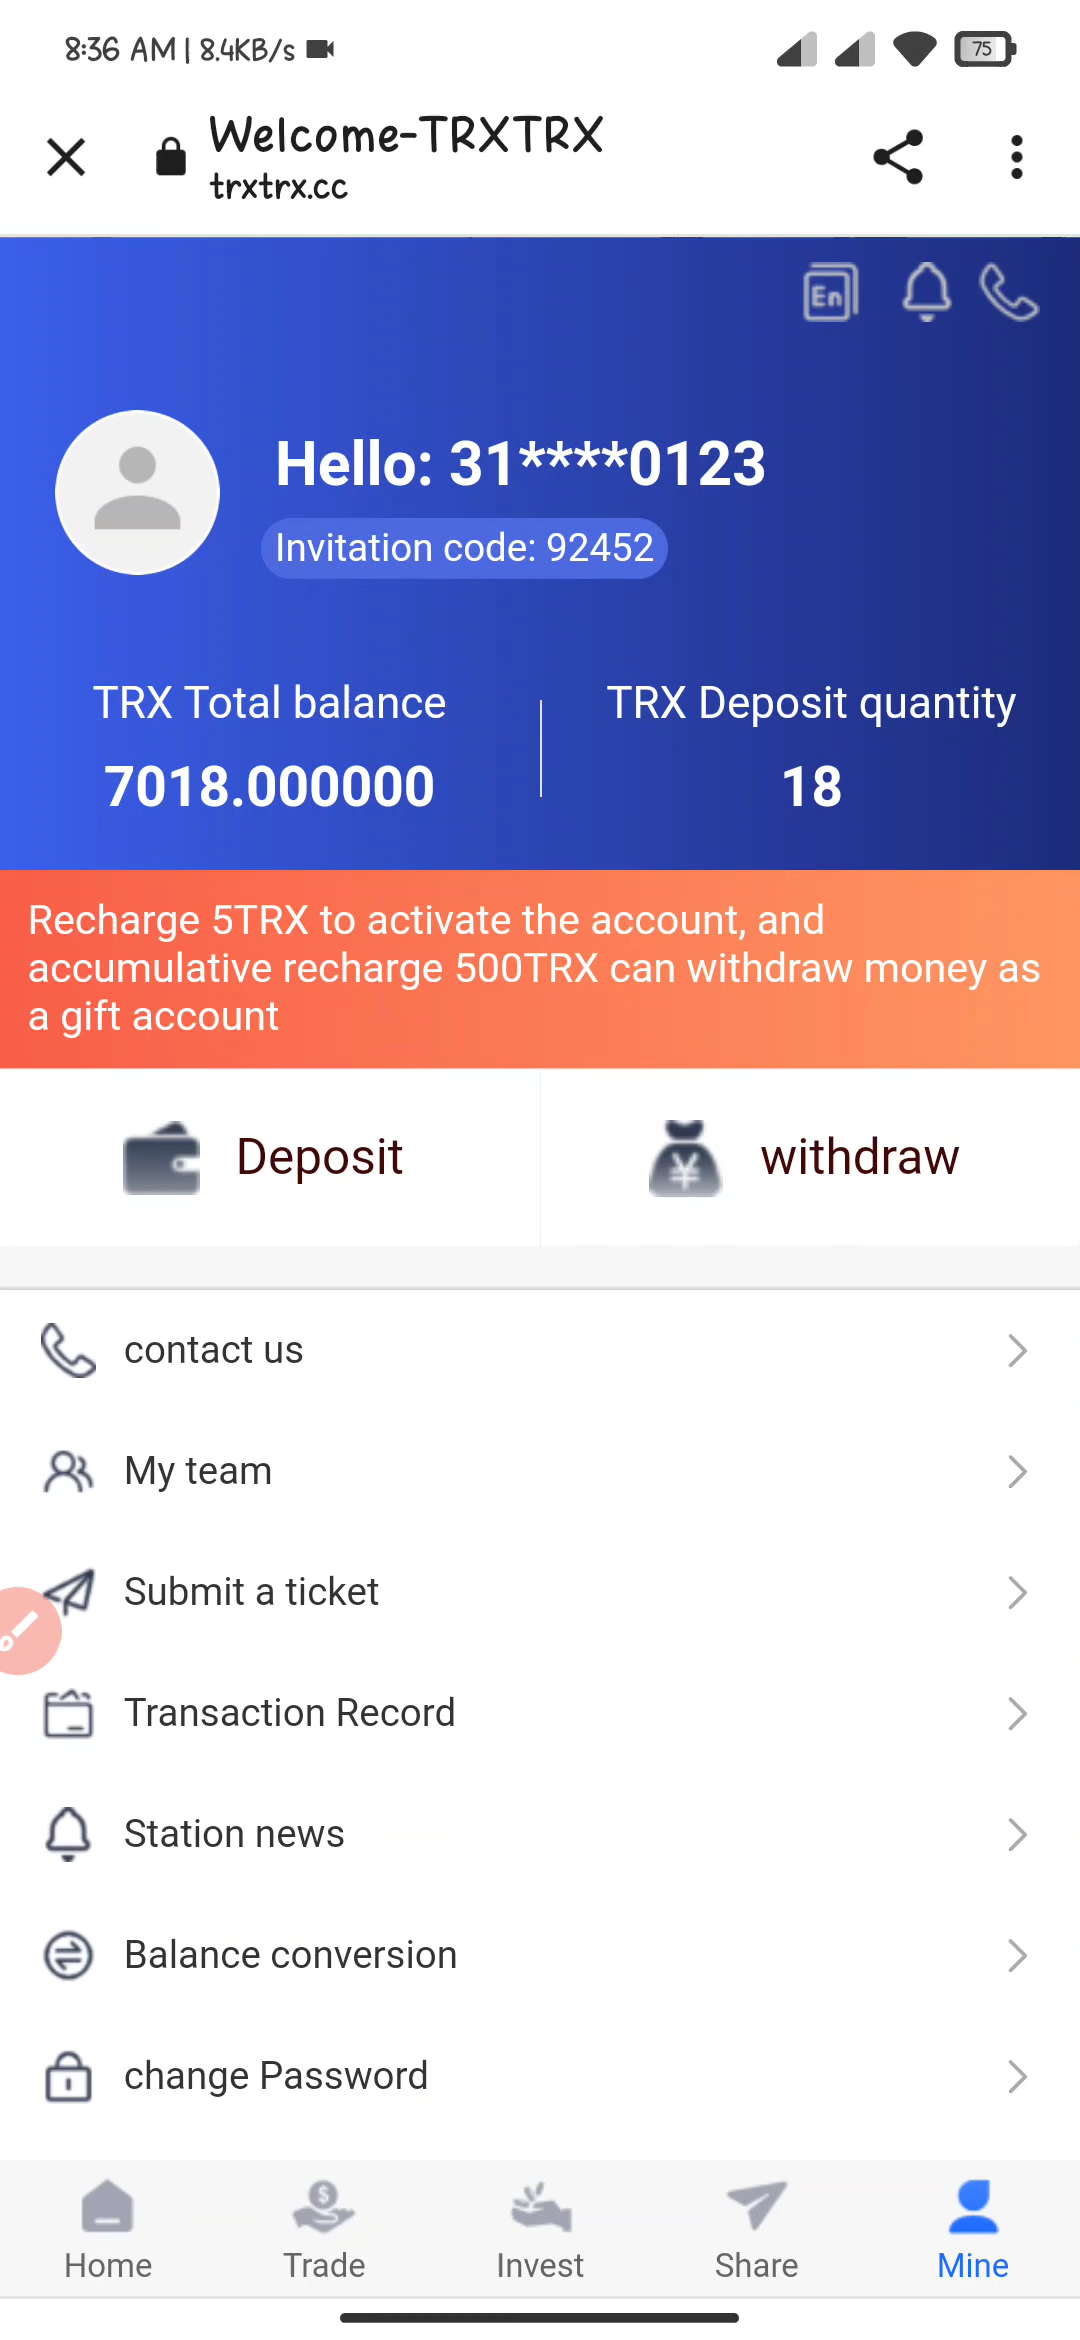 8:36 AM | 8.4KB/s
75
Welcome-TRXTRX
trxtrx.cc
En
Hello: 31****0123
Invitation code: 92452
TRX Total balance
TRX Deposit quantity
7018.000000
18
Recharge 5TRX to activate the account, and
accumulative recharge 500TRX can withdraw money as
a gift account
Deposit
¥
withdraw
contact us
My team
Submit a ticket
Transaction Record
Station news
Balance conversion
change Password
$
Home
Trade
Invest
Share
Mine